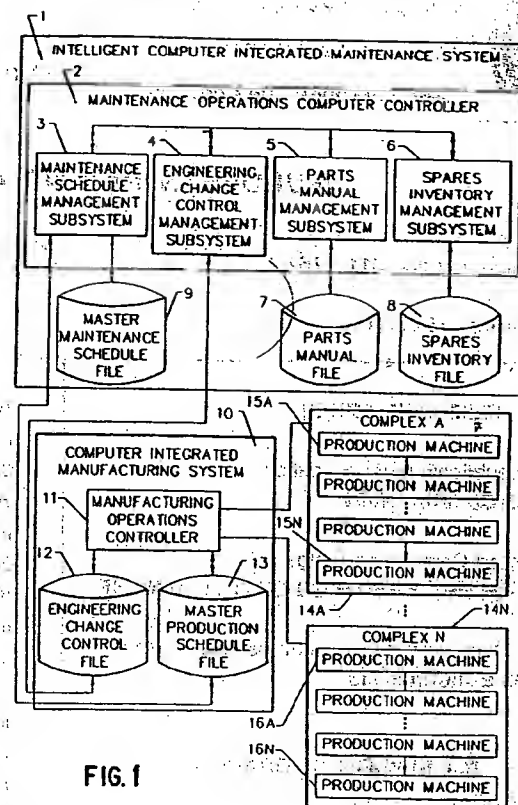 1
INTELLIGENT COMPUTER INTEGRATED MAINTENANCE SYSTEM
2
MAINTENANCE OPERATIONS COMPUTER CONTROLLER
3
4
5
6
MAINTENANCE
SCHEDULE
MANAGEMENT
SUBSYSTEM
ENGINEERING
CHANGE
CONTROL
MANAGEMENT
SUBSYSTEM
PARTS
MANUAL
MANAGEMENT
SUBSYSTEM
SPARES
INVENTORY
MANAGEMENT
SUBSYSTEM
9
7
8
MASTER
MAINTENANCE
SCHEDULE
FILE
PARTS
MANUAL FILE
SPARES
INVENTORY FILE
10
COMPUTER INTEGRATED
MANUFACTURING SYSTEM
11
MANUFACTURING
OPERATIONS
CONTROLLER
12
13
ENGINEERING
CHANGE
CONTROL
FILE
MASTER
PRODUCTION
SCHEDULE
FILE
15A
COMPLEX A
PRODUCTION MACHINE
PRODUCTION MACHINE
PRODUCTION MACHINE
15N
PRODUCTION MACHINE
14A
14N
COMPLEX N
PRODUCTION MACHINE
16A
PRODUCTION MACHINE
PRODUCTION MACHINE
16N
PRODUCTION MACHINE
FIG. 1